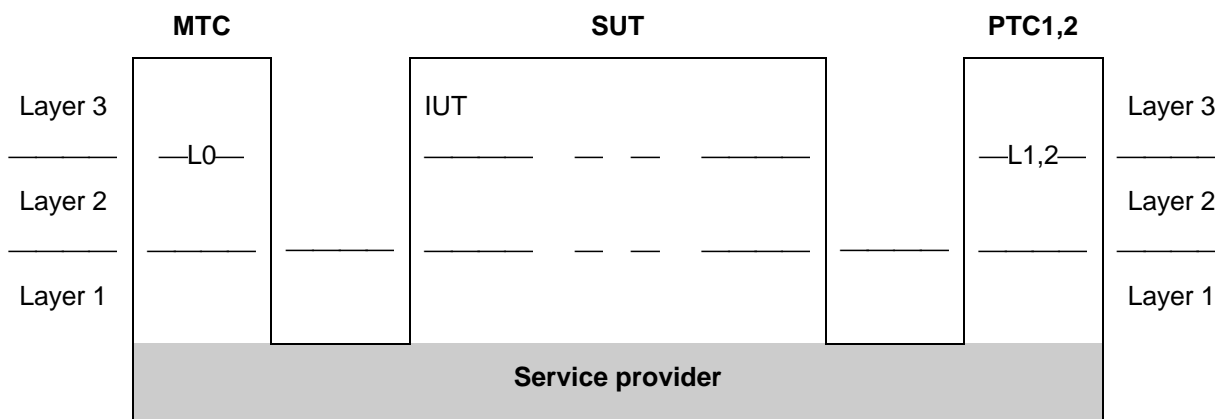 MTC SUT PTC1,2
Layer 3 IUT Layer 3
L0 L1,2
Layer 2 Layer 2
Layer 1 Layer 1
Service provider